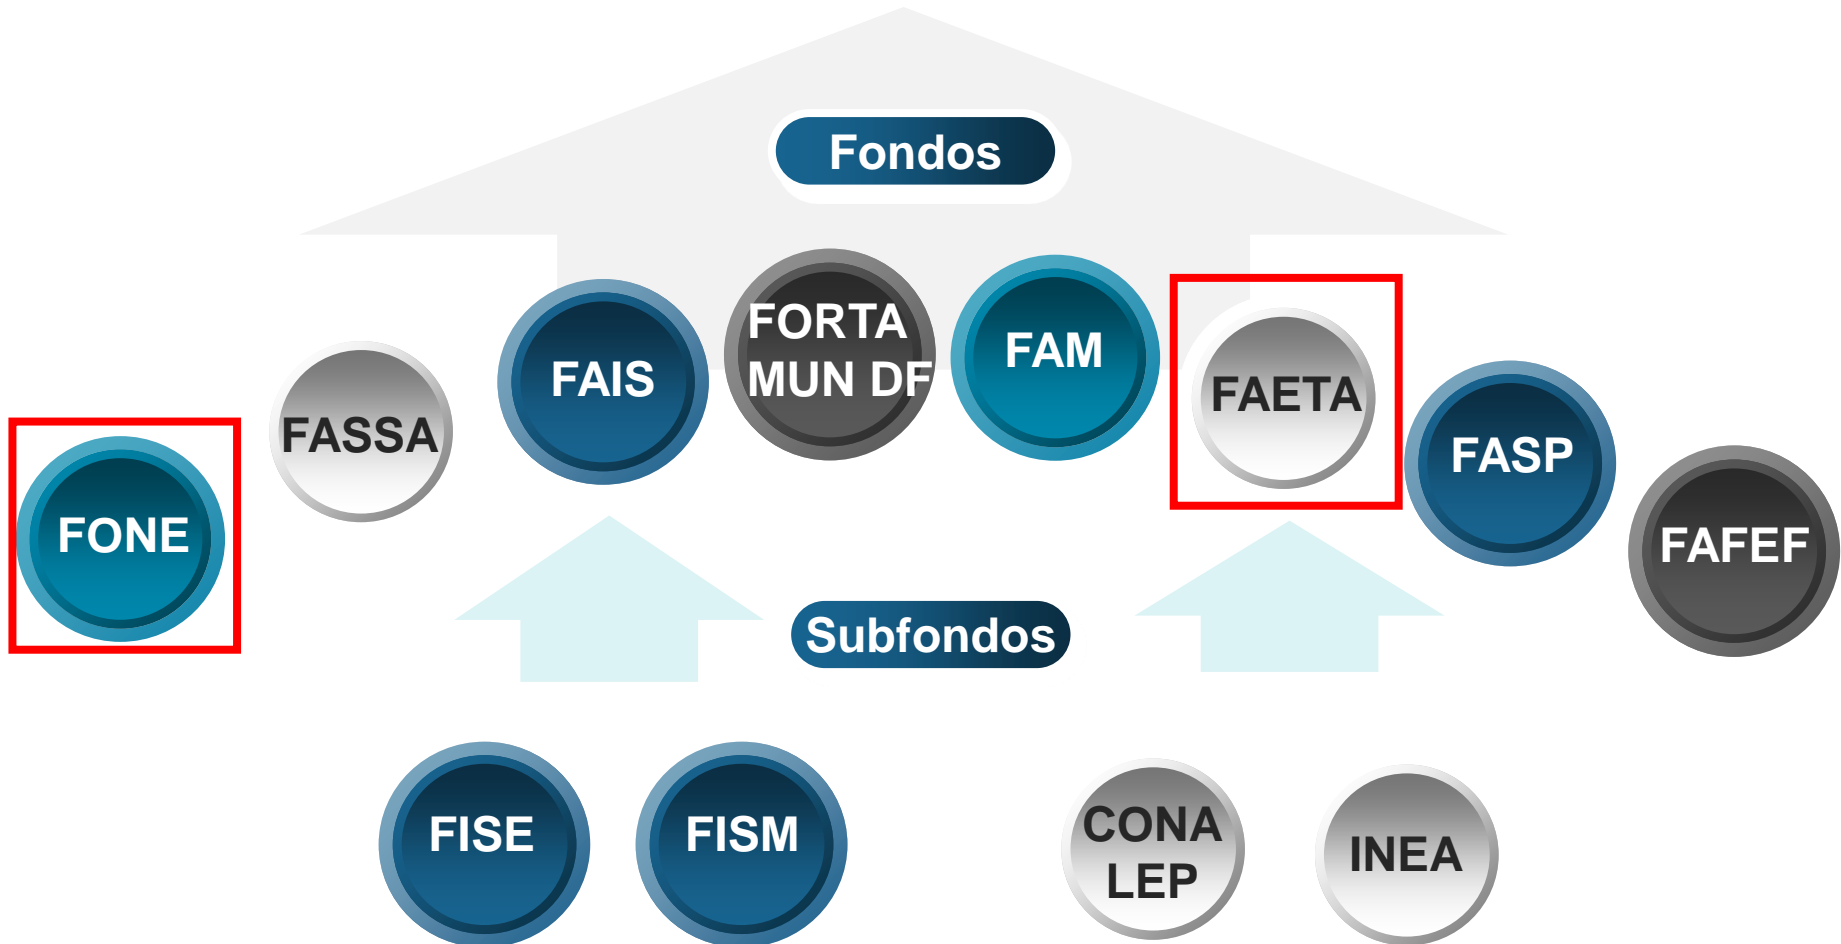 Fondos
FONE
FASSA
FAIS
FORTA
MUN DF
FAM
FAETA
FASP
FAFEF
Subfondos
FISE
FISM
CONA
LEP
INEA